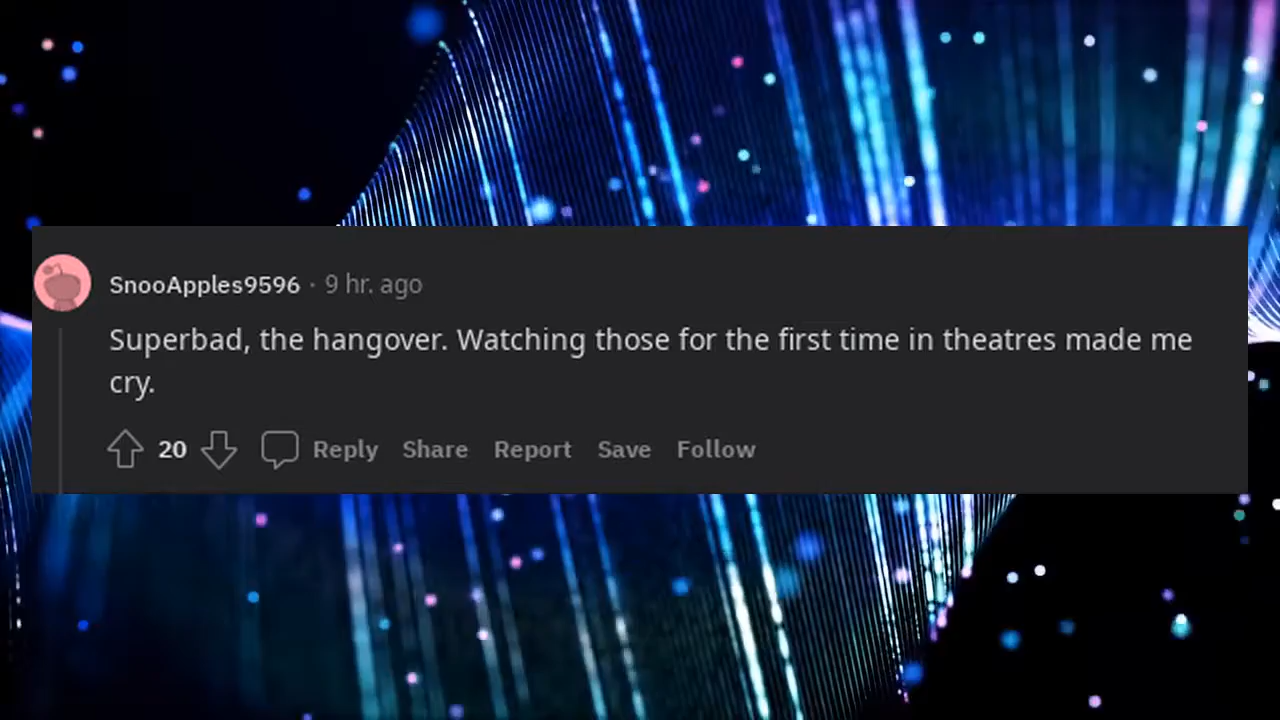 SnooApples9596 · 9 hr. ago
Superbad, the hangover. Watching those for the first time in theatres made me
cry.
20 Reply Share Report Save Follow